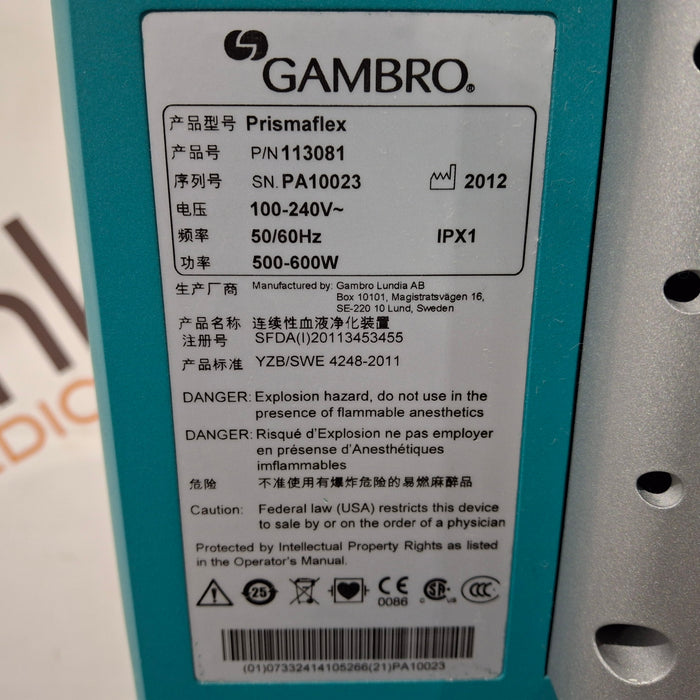 GAMBRO®
产品型号 Prismaflex
产品号 P/N 113081
序列号 SN. PA10023 2012
电压 100-240V~
频率 50/60Hz IPX1
功率 500-600W
生产厂商 Manufactured by: Gambro Lundia AB
Box 10101, Magistratsvägen 16,
SE-220 10 Lund, Sweden
产品名称 连续性血液净化装置
注册号 SFDA(I)20113453455
产品标准 YZB/SWE 4248-2011
DANGER: Explosion hazard, do not use in the
presence of flammable anesthetics
DANGER: Risqué d'Explosion ne pas employer
en présense d'Anesthétiques
imflammables
危险 不准使用有爆炸危险的易燃麻醉品
Caution: Federal law (USA) restricts this device
to sale by or on the order of a physician
Protected by Intellectual Property Rights as listed
in the Operator's Manual.
25 CE 0086 SA CCC
(01)07332414105266(21)PA10023
EDIC